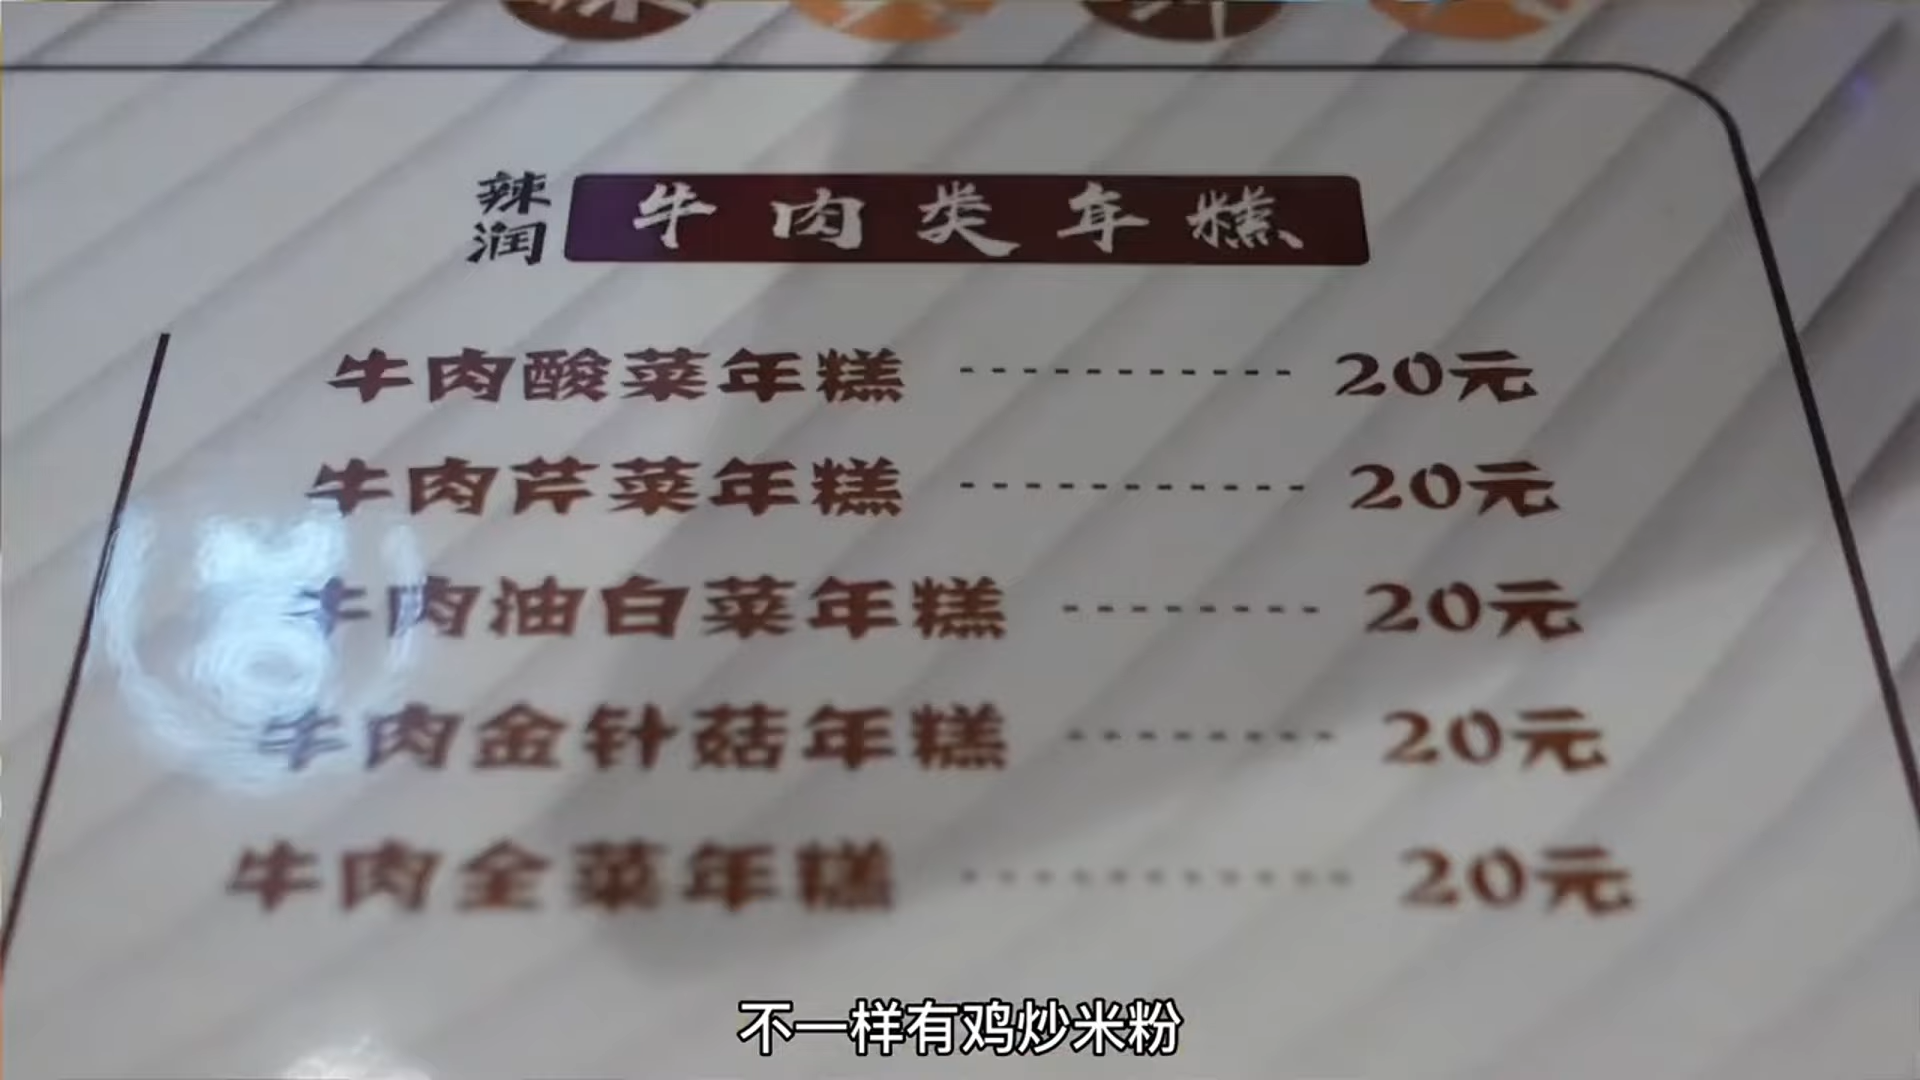 辣润
牛肉类年糕
牛肉酸菜年糕 ----------- 20元
牛肉芹菜年糕 ----------- 20元
牛肉油白菜年糕 -------- 20元
牛肉金针菇年糕 -------- 20元
牛肉全菜年糕 ----------- 20元
不一样有鸡炒米粉